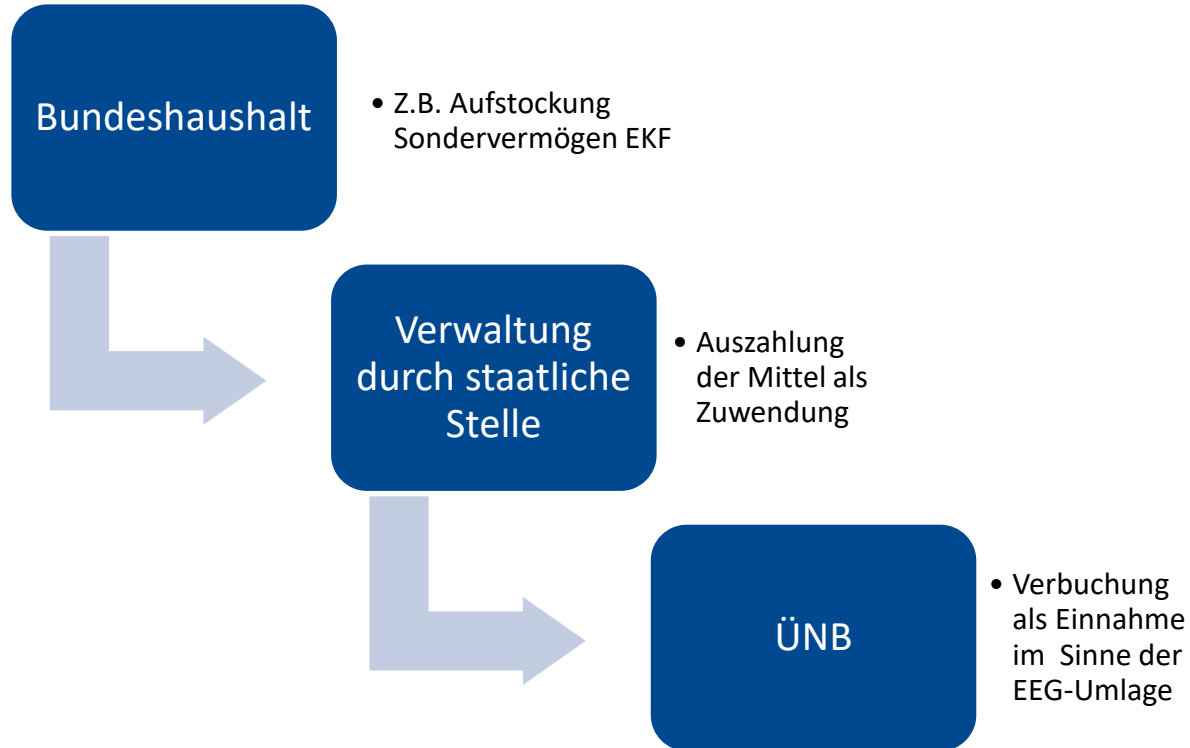 Bundeshaushalt
• Z.B. Aufstockung
Sondervermögen EKF
Verwaltung
durch staatliche
Stelle
• Auszahlung
der Mittel als
Zuwendung
ÜNB
• Verbuchung
als Einnahme
im Sinne der
EEG-Umlage